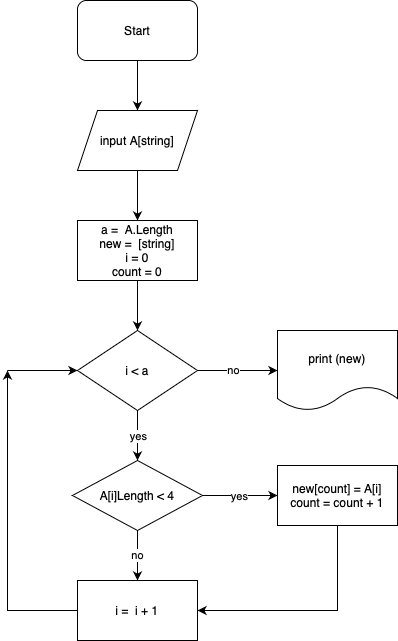 Start
input A[string]
a = A.Length
new = [string]
i = 0
count = 0
i < a
no
print (new)
yes
A[i]Length < 4
yes
new[count] = A[i]
count = count + 1
no
i = i + 1